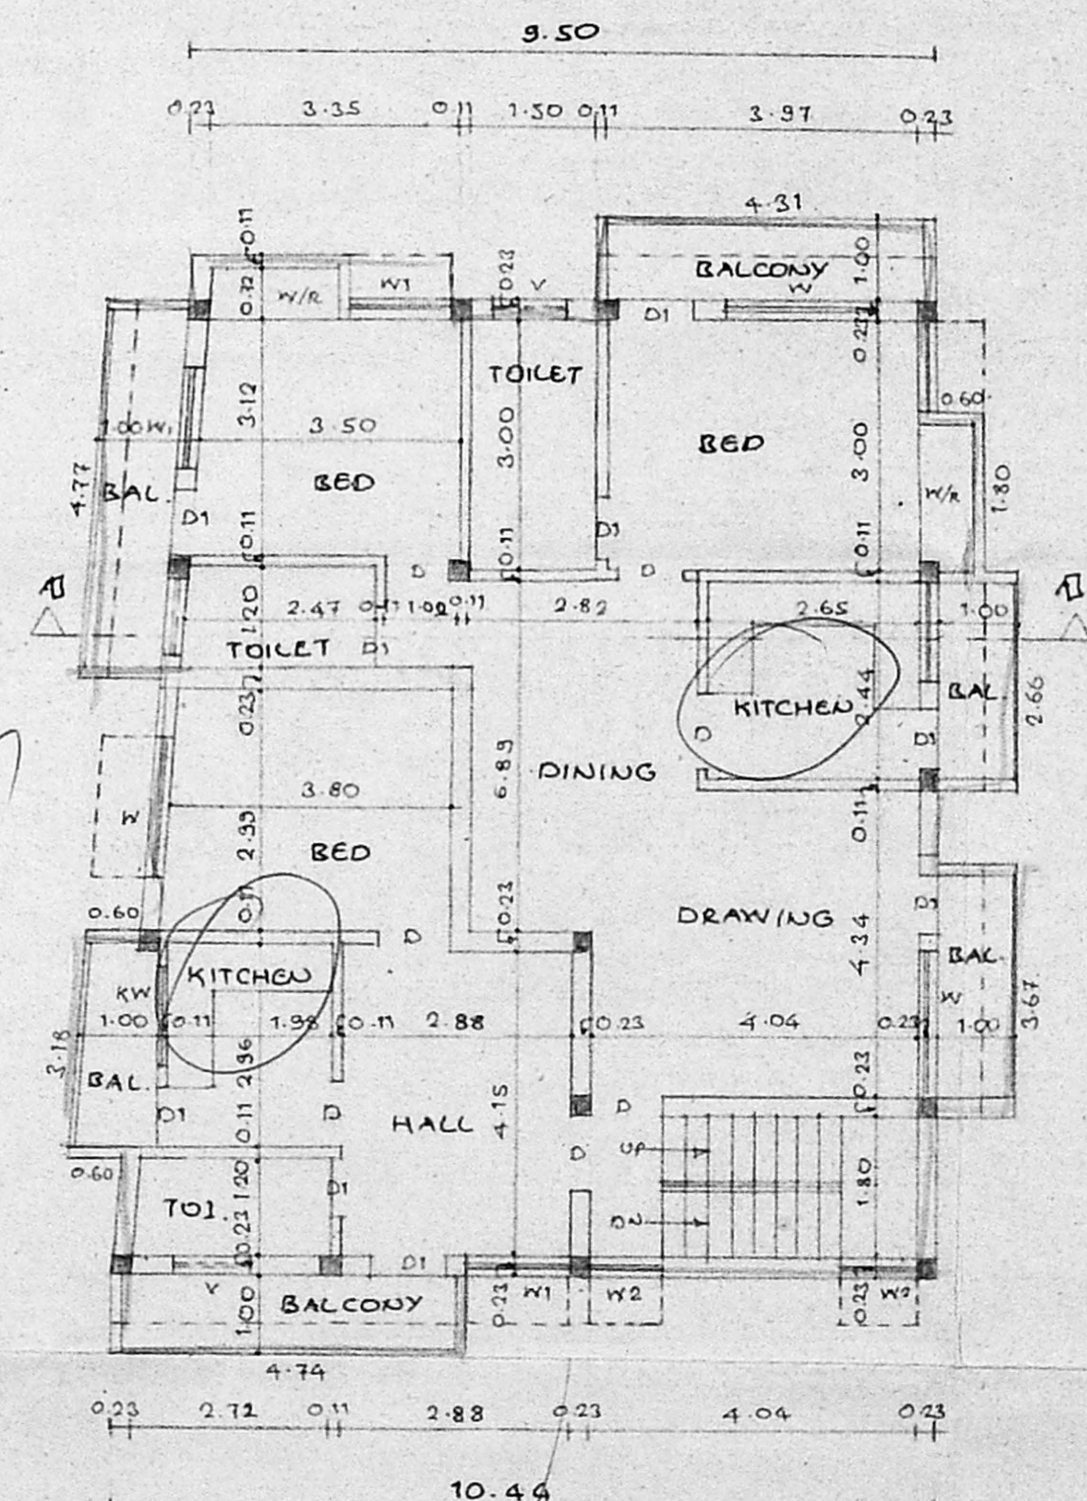 9.50
0.23 3.35 0.11 1.50 0.11 3.97 0.23
4.31
0.11
BALCONY 1.00
0.72 W/R W1 0.23 V W
D1
0.23
TOILET
0.60
1.00 W1 3.12 3.50 3.00 BED 3.00
4.77 BAL. BED W/R 1.80
D1 0.11 0.11 D1 0.11
D D
A A
2.47 0.11 1.02 0.11 2.82 2.65 1.00
1.20
TOILET D1
0.23 KITCHEN 2.44 BAL. 2.66
D D1
6.89 DINING
3.80
W 2.93 0.11
BED
0.60 0.11 0.23 DRAWING D1
D 4.34
KITCHEN BAL.
KW W
1.00 0.11 1.98 0.11 2.88 0.23 4.04 0.23 1.00 3.67
3.18 2.96 0.23
BAL. D
D1 0.11 D HALL 4.15 D UP
0.60
TOI. 1.20 D1 1.80
0.23 DN
D1
V W1 W2 W2
BALCONY
1.00 0.23 0.23
4.74
0.23 2.72 0.11 2.88 0.23 4.04 0.23
10.44